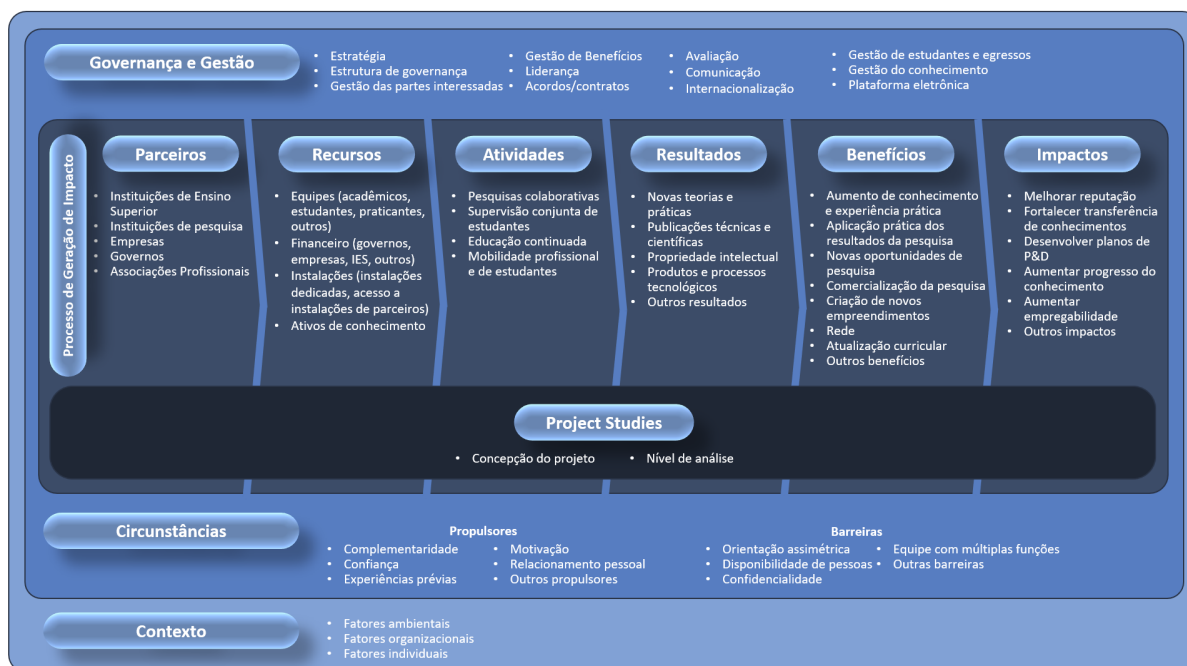 Governança e Gestão
• Estratégia
• Estrutura de governança
• Gestão das partes interessadas
• Gestão de Benefícios
• Liderança
• Acordos/contratos
• Avaliação
• Comunicação
• Internacionalização
• Gestão de estudantes e egressos
• Gestão do conhecimento
• Plataforma eletrônica
Processo de Geração de Impacto
Parceiros
• Instituições de Ensino
Superior
• Instituições de pesquisa
• Empresas
• Governos
• Associações Profissionais
Recursos
• Equipes (acadêmicos,
estudantes, praticantes,
outros)
• Financeiro (governos,
empresas, IES, outros)
• Instalações (instalações
dedicadas, acesso a
instalações de parceiros)
• Ativos de conhecimento
Atividades
• Pesquisas colaborativas
• Supervisão conjunta de
estudantes
• Educação continuada
• Mobilidade profissional
e de estudantes
Resultados
• Novas teorias e
práticas
• Publicações técnicas e
científicas
• Propriedade intelectual
• Produtos e processos
tecnológicos
• Outros resultados
Benefícios
• Aumento de conhecimento
e experiência prática
• Aplicação prática dos
resultados da pesquisa
• Novas oportunidades de
pesquisa
• Comercialização da pesquisa
• Criação de novos
empreendimentos
• Rede
• Atualização curricular
• Outros benefícios
Impactos
• Melhorar reputação
• Fortalecer transferência
de conhecimentos
• Desenvolver planos de
P&D
• Aumentar progresso do
conhecimento
• Aumentar
empregabilidade
• Outros impactos
Project Studies
• Concepção do projeto
• Nível de análise
Circunstâncias
Propulsores
• Complementaridade
• Confiança
• Experiências prévias
• Motivação
• Relacionamento pessoal
• Outros propulsores
Barreiras
• Orientação assimétrica
• Disponibilidade de pessoas
• Confidencialidade
• Equipe com múltiplas funções
• Outras barreiras
Contexto
• Fatores ambientais
• Fatores organizacionais
• Fatores individuais